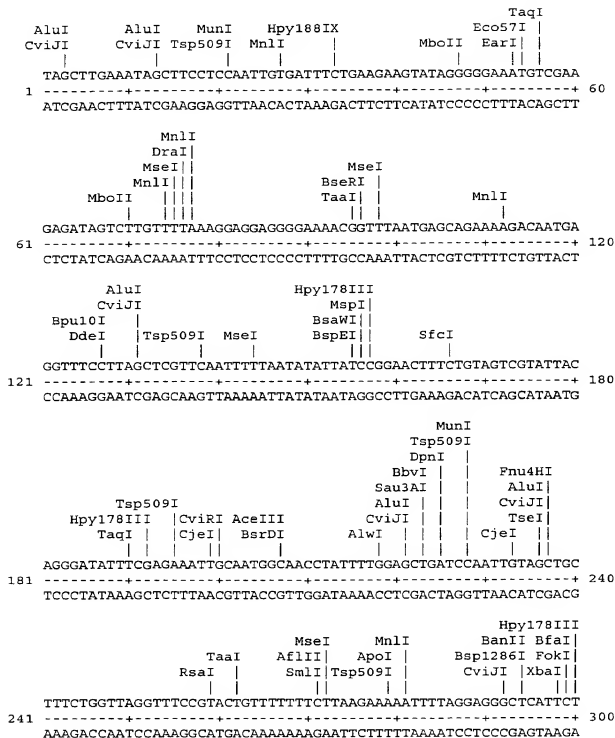 TaqI
AluI AluI MunI Hpy188IX Eco57I
CviJI CviJI Tsp509I MnlI MboII EarI
TAGCTTGAAATAGCTTCCTCCAATTGTGATTTCTGAAGAAGTATAGGGGGAAATGTCGAA
1 ---------+---------+---------+---------+---------+---------+ 60
ATCGAACTTTATCGAAGGAGGTTAACACTAAAGACTTCTTCATATCCCCCTTTACAGCTT
MnlI
DraI
MseI MseI
MnlI BseRI
MboII TaaI MnlI
GAGATAGTCTTGTTTTAAAGGAGGAGGGGAAAACGGTTTAATGAGCAGAAAAGACAATGA
61 ---------+---------+---------+---------+---------+---------+ 120
CTCTATCAGAACAAAATTTCCTCCTCCCCTTTTGCCAAATTACTCGTCTTTTCTGTTACT
AluI Hpy178III
CviJI MspI
Bpu10I BsaWI
DdeI Tsp509I MseI BspEI SfcI
GGTTTCCTTAGCTCGTTCAATTTTTAATATATTATCCGGAACTTTCTGTAGTCGTATTAC
121 ---------+---------+---------+---------+---------+---------+ 180
CCAAAGGAATCGAGCAAGTTAAAAATTATATAATAGGCCTTGAAAGACATCAGCATAATG
MunI
Tsp509I
DpnI
BbvI Fnu4HI
Sau3AI AluI
Tsp509I AluI CviJI
Hpy178III CviRI AceIII CviJI TseI
TaqI CjeI BsrDI AlwI CjeI
AGGGATATTTCGAGAAATTGCAATGGCAACCTATTTTGGAGCTGATCCAATTGTAGCTGC
181 ---------+---------+---------+---------+---------+---------+ 240
TCCCTATAAAGCTCTTTAACGTTACCGTTGGATAAAACCTCGACTAGGTTAACATCGACG
Hpy178III
MseI MnlI BanII BfaI
TaaI AflII ApoI Bsp1286I FokI
RsaI SmlI Tsp509I CviJI XbaI
TTTCTGGTTAGGTTTCCGTACTGTTTTTTTCTTAAGAAAAATTTTAGGAGGGCTCATTCT
241 ---------+---------+---------+---------+---------+---------+ 300
AAAGACCAATCCAAAGGCATGACAAAAAAAGAATTCTTTTTAAAATCCTCCCGAGTAAGA